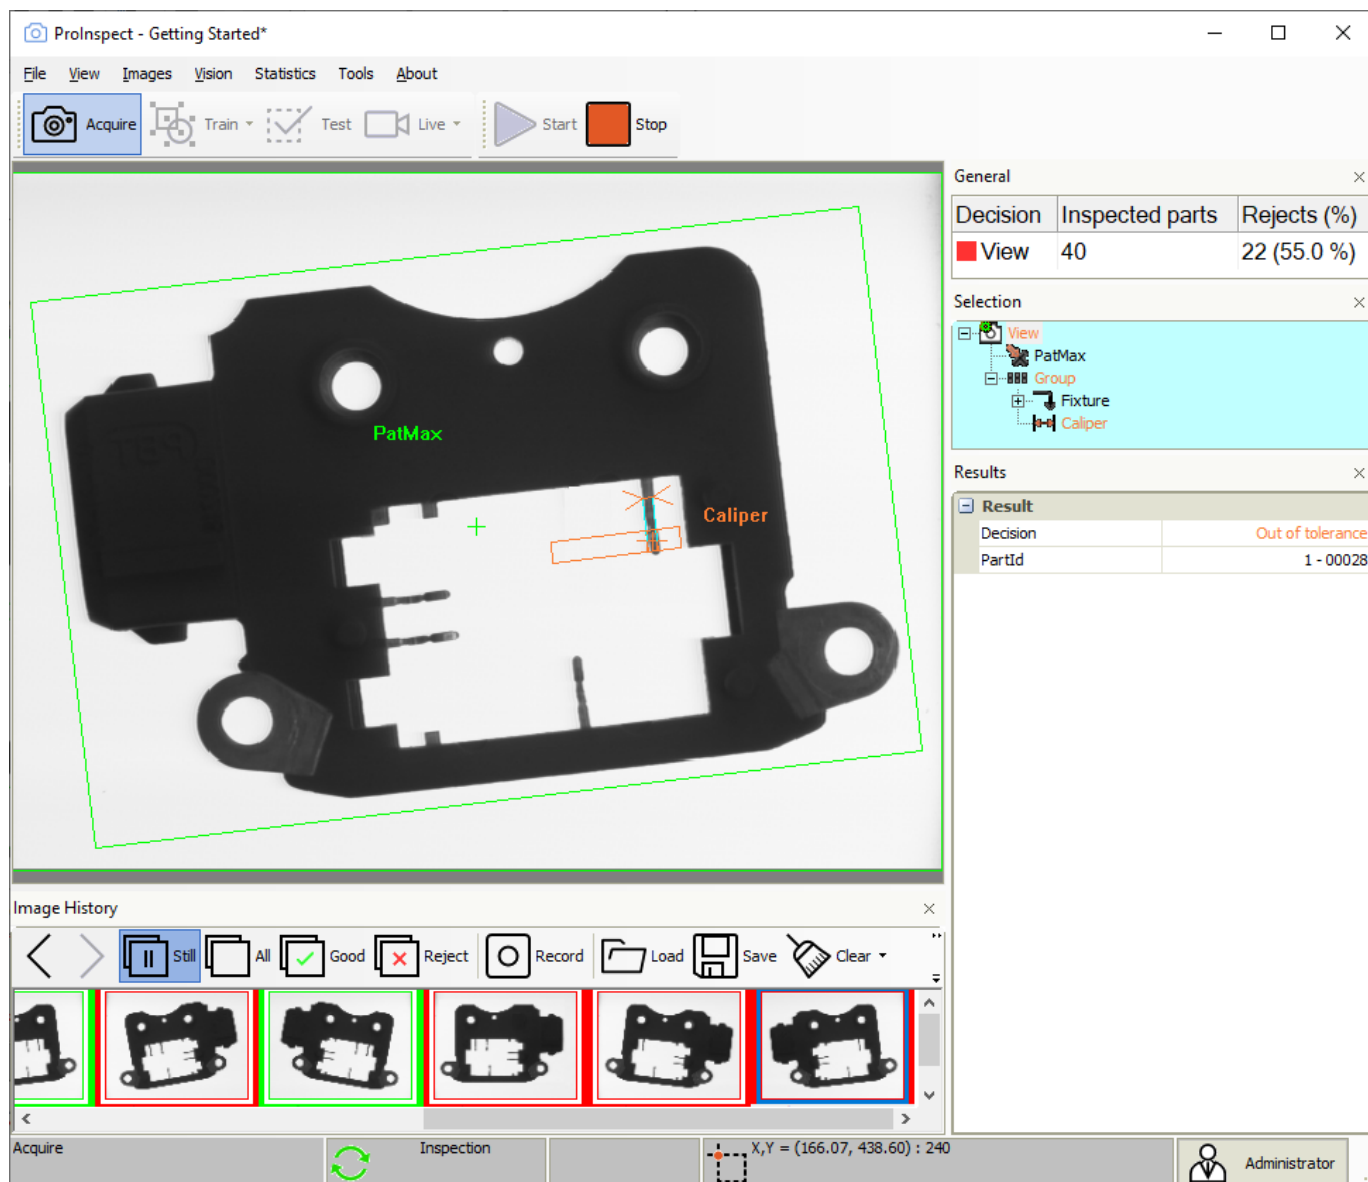 ProInspect - Getting Started*
File View Images Vision Statistics Tools About
Acquire Train Test Live Start Stop
General
Decision Inspected parts Rejects (%)
View 40 22 (55.0 %)
Selection
View
PatMax
Group
Fixture
Caliper
Results
Result
Decision Out of tolerance
PartId 1 - 00028
PatMax
Caliper
Image History
Still All Good Reject Record Load Save Clear
Acquire Inspection X,Y = (166.07, 438.60) : 240 Administrator